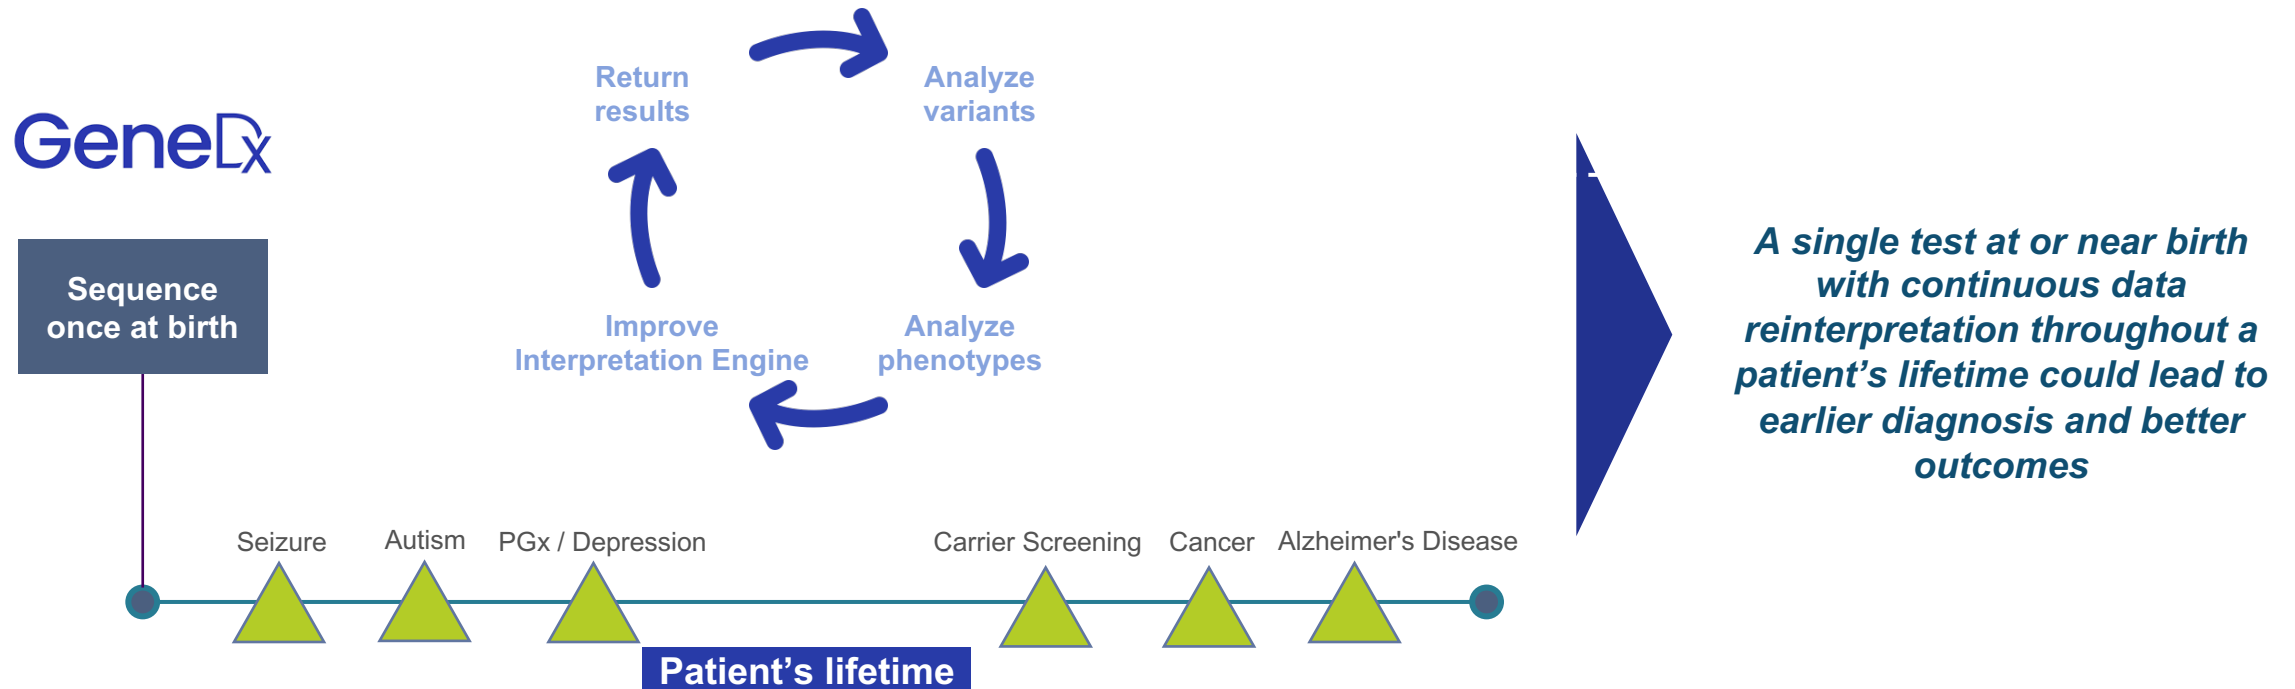 GeneDx
Sequence
once at birth
Return
results
Analyze
variants
Analyze
phenotypes
Improve
Interpretation Engine
Seizure
Autism
PGx / Depression
Carrier Screening
Cancer
Alzheimer's Disease
Patient’s lifetime
A single test at or near birth
with continuous data
reinterpretation throughout a
patient’s lifetime could lead to
earlier diagnosis and better
outcomes